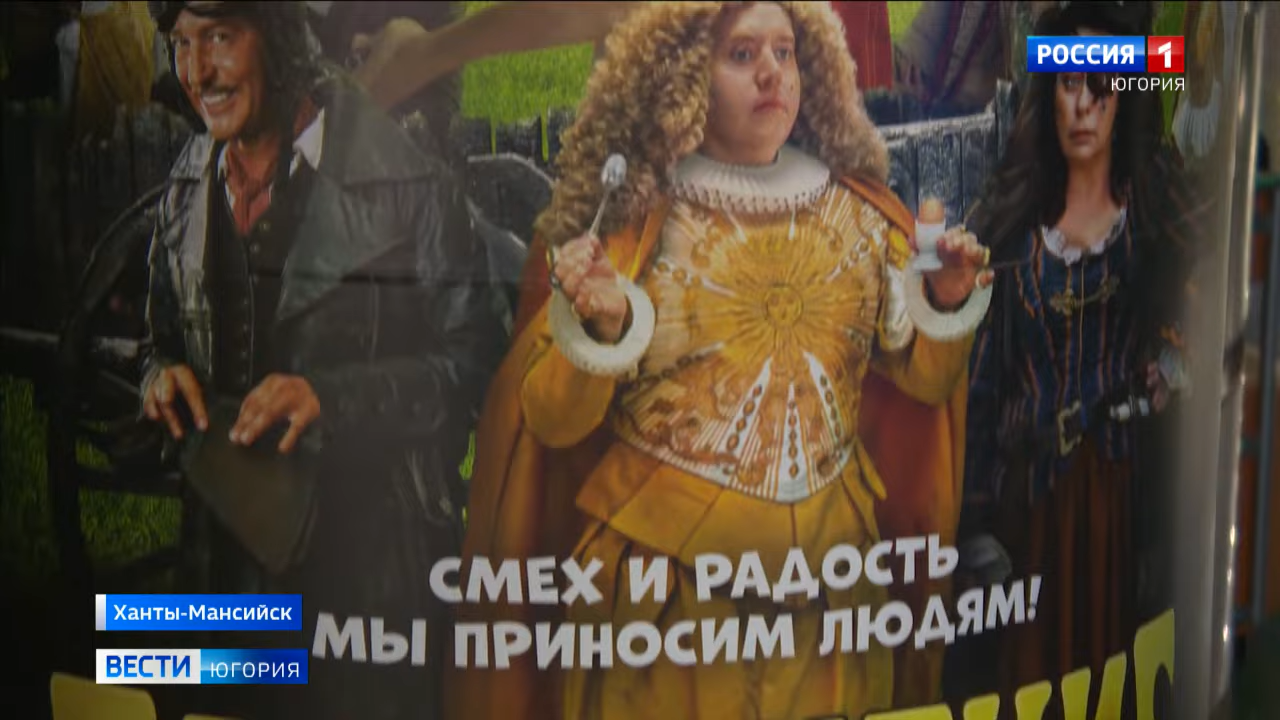 РОССИЯ 1
ЮГОРИЯ
СМЕХ И РАДОСТЬ
МЫ ПРИНОСИМ ЛЮДЯМ!
Ханты-Мансийск
ВЕСТИ ЮГОРИЯ